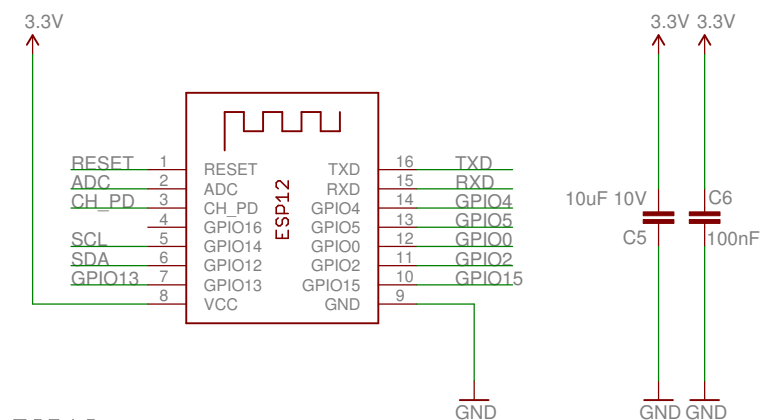 3.3V 3.3V 3.3V
RESET 1 RESET TXD 16 TXD
ADC 2 ADC RXD 15 RXD
CH_PD 3 CH_PD GPIO4 14 GPIO4
4 GPIO16 GPIO5 13 GPIO5
SCL 5 GPIO14 GPIO0 12 GPIO0
SDA 6 GPIO12 GPIO2 11 GPIO2
GPIO13 7 GPIO13 GPIO15 10 GPIO15
8 VCC GND 9
ESP12
10uF 10V
C5
C6
100nF
GND GND GND